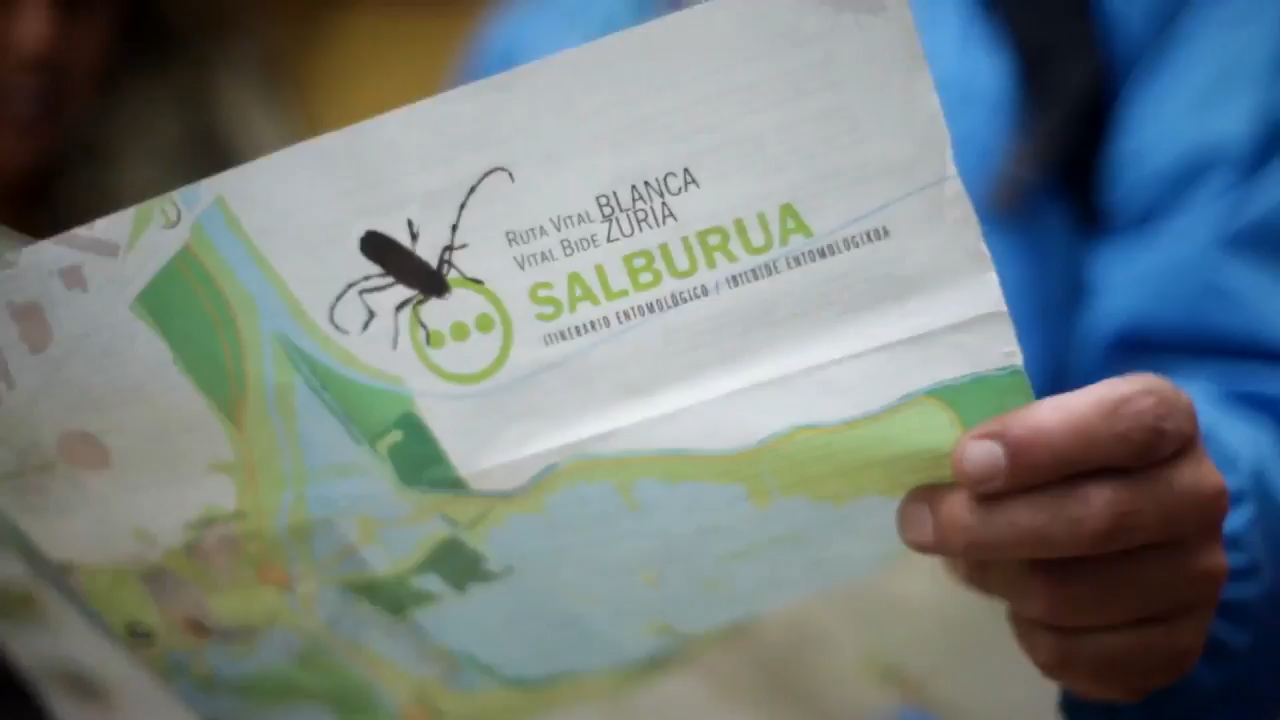 RUTA VITAL BLANCA
VITAL BIDE ZURIA
SALBURUA
ITINERARIO ENTOMOLÓGICO / IBILBIDE ENTOMOLOGIKOA